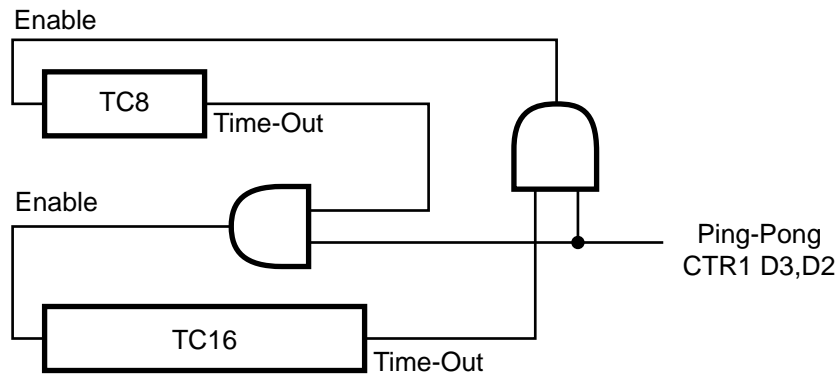 Enable
TC8
Time-Out
Enable
Ping-Pong
CTR1 D3,D2
TC16
Time-Out